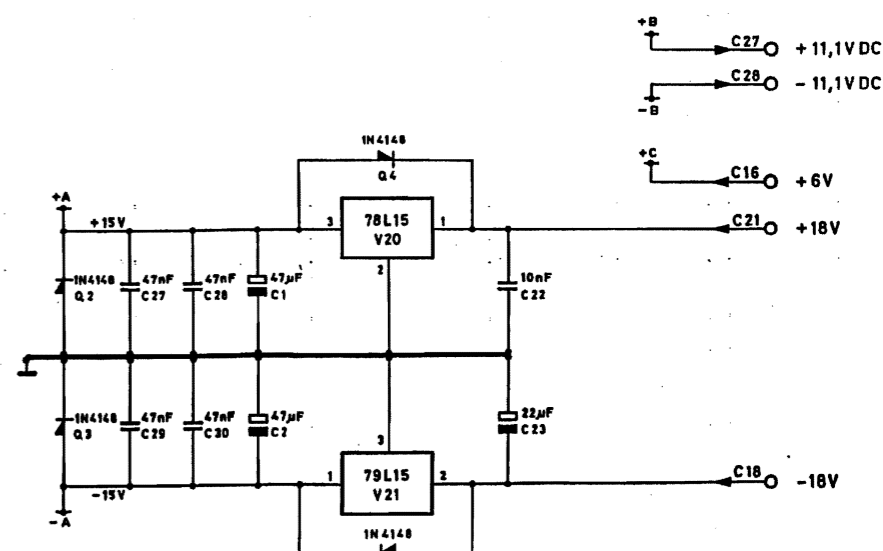 +B
C27
+11,1V DC
C28
-11,1V DC
-B
1N4148
Q4
+C
C16
+6V
+A
+15V
3
78L15
V20
1
C21
+18V
2
1N4148
Q2
47nF
C27
47nF
C28
47µF
C1
10nF
C22
1N4148
Q3
47nF
C29
47nF
C30
47µF
C2
22µF
C23
3
-15V
1
79L15
V21
2
C18
-18V
-A
1N4148